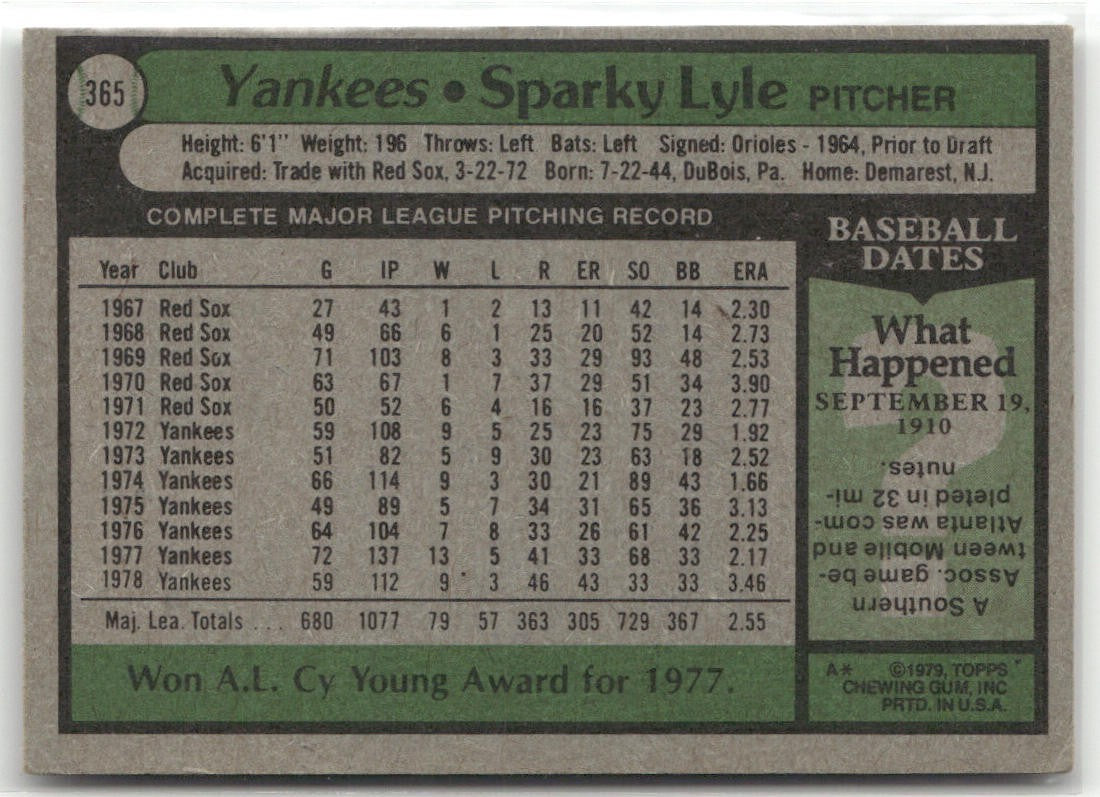 365
Yankees • Sparky Lyle PITCHER
Height: 6'1" Weight: 196 Throws: Left Bats: Left Signed: Orioles - 1964, Prior to Draft
Acquired: Trade with Red Sox, 3-22-72 Born: 7-22-44, DuBois, Pa. Home: Demarest, N.J.
COMPLETE MAJOR LEAGUE PITCHING RECORD
Year Club G IP W L R ER SO BB ERA
1967 Red Sox 27 43 1 2 13 11 42 14 2.30
1968 Red Sox 49 66 6 1 25 20 52 14 2.73
1969 Red Sox 71 103 8 3 33 29 93 48 2.53
1970 Red Sox 63 67 1 7 37 29 51 34 3.90
1971 Red Sox 50 52 6 4 16 16 37 23 2.77
1972 Yankees 59 108 9 5 25 23 75 29 1.92
1973 Yankees 51 82 5 9 30 23 63 18 2.52
1974 Yankees 66 114 9 3 30 21 89 43 1.66
1975 Yankees 49 89 5 7 34 31 65 36 3.13
1976 Yankees 64 104 7 8 33 26 61 42 2.25
1977 Yankees 72 137 13 5 41 33 68 33 2.17
1978 Yankees 59 112 9 3 46 43 33 33 3.46
Maj. Lea. Totals ... 680 1077 79 57 363 305 729 367 2.55
Won A.L. Cy Young Award for 1977.
BASEBALL
DATES
What
Happened
SEPTEMBER 19,
1910
A Southern
Assoc. game be-
tween Mobile and
Atlanta was com-
pleted in 32 mi-
nutes.
A* ©1979, TOPPS
CHEWING GUM, INC
PRTD. IN U.S.A.